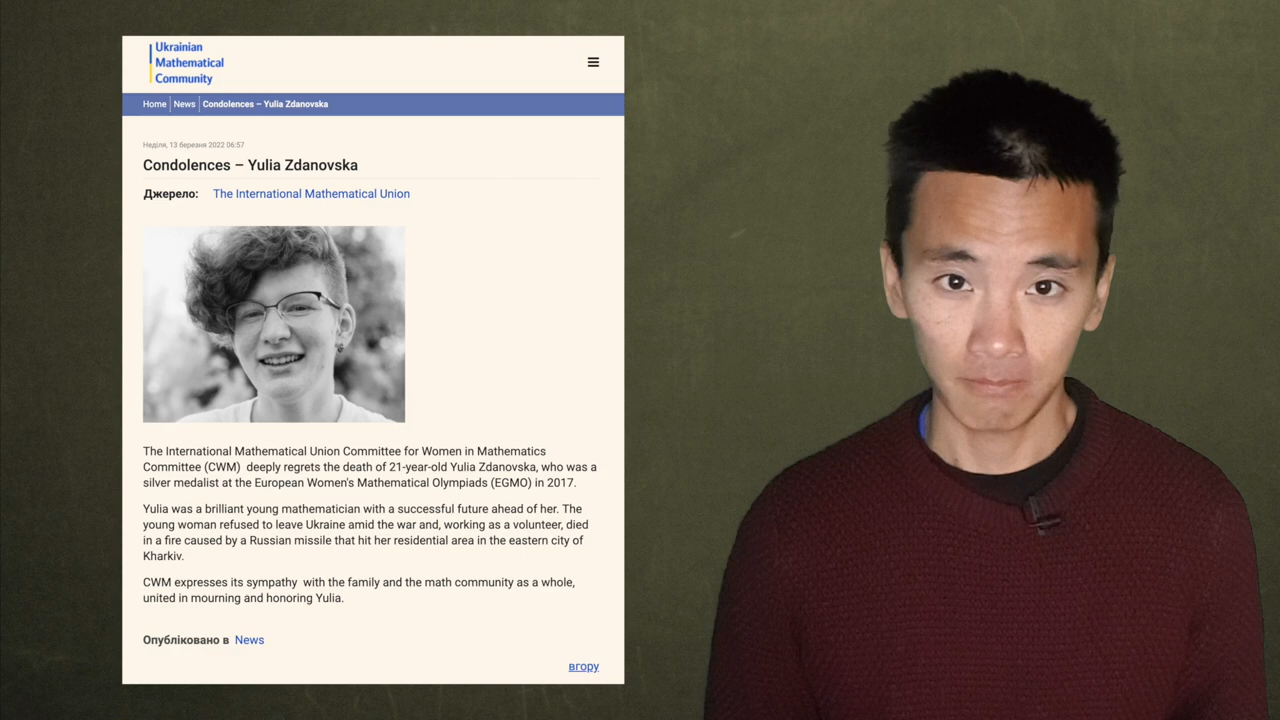 Ukrainian
Mathematical
Community
Home News Condolences – Yulia Zdanovska
Неділя, 13 березня 2022 06:57
Condolences – Yulia Zdanovska
Джерело: The International Mathematical Union
The International Mathematical Union Committee for Women in Mathematics
Committee (CWM) deeply regrets the death of 21-year-old Yulia Zdanovska, who was a
silver medalist at the European Women's Mathematical Olympiads (EGMO) in 2017.
Yulia was a brilliant young mathematician with a successful future ahead of her. The
young woman refused to leave Ukraine amid the war and, working as a volunteer, died
in a fire caused by a Russian missile that hit her residential area in the eastern city of
Kharkiv.
CWM expresses its sympathy with the family and the math community as a whole,
united in mourning and honoring Yulia.
Опубліковано в News
вгору